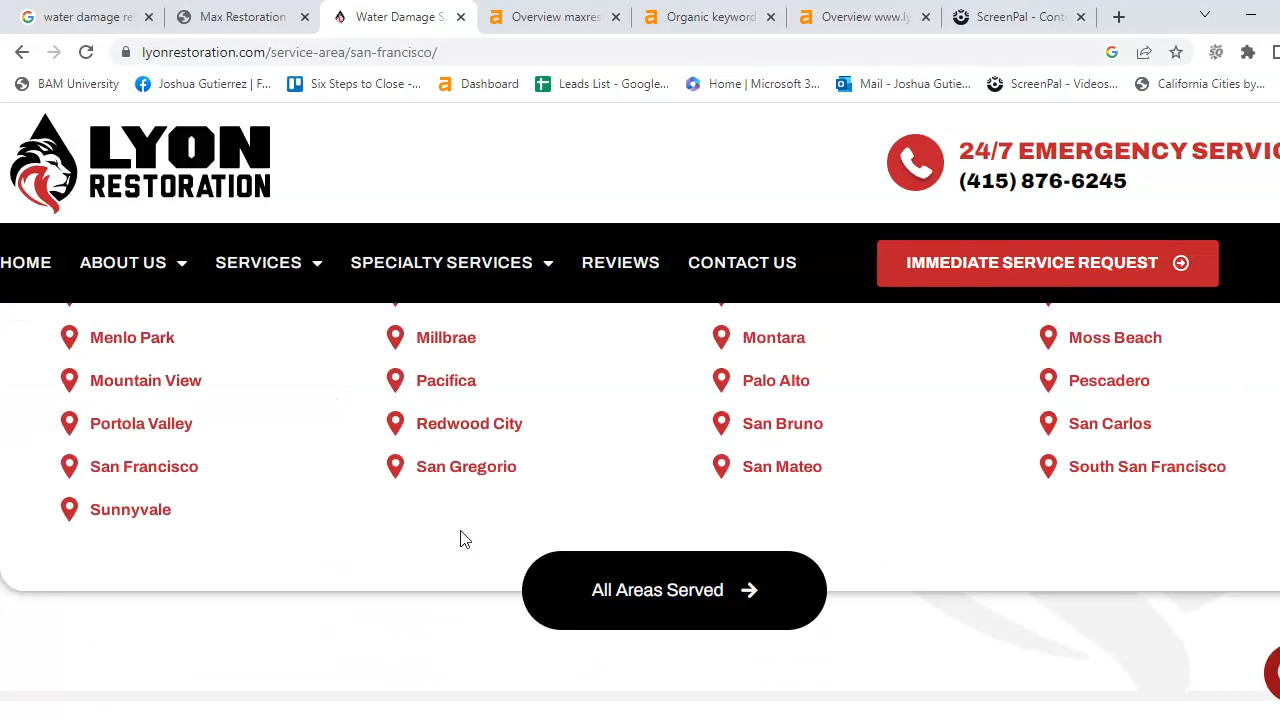 water damage re
Max Restoration
Water Damage S
Overview maxres
Organic keyword
Overview www.ly
ScreenPal - Cont
lyonrestoration.com/service-area/san-francisco/
BAM University
Joshua Gutierrez | F...
Six Steps to Close -...
Dashboard
Leads List - Google...
Home | Microsoft 3...
Mail - Joshua Gutie...
ScreenPal - Videos...
California Cities by...
LYON
RESTORATION
24/7 EMERGENCY SERVIC
(415) 876-6245
HOME
ABOUT US
SERVICES
SPECIALTY SERVICES
REVIEWS
CONTACT US
IMMEDIATE SERVICE REQUEST
Menlo Park
Millbrae
Montara
Moss Beach
Mountain View
Pacifica
Palo Alto
Pescadero
Portola Valley
Redwood City
San Bruno
San Carlos
San Francisco
San Gregorio
San Mateo
South San Francisco
Sunnyvale
All Areas Served